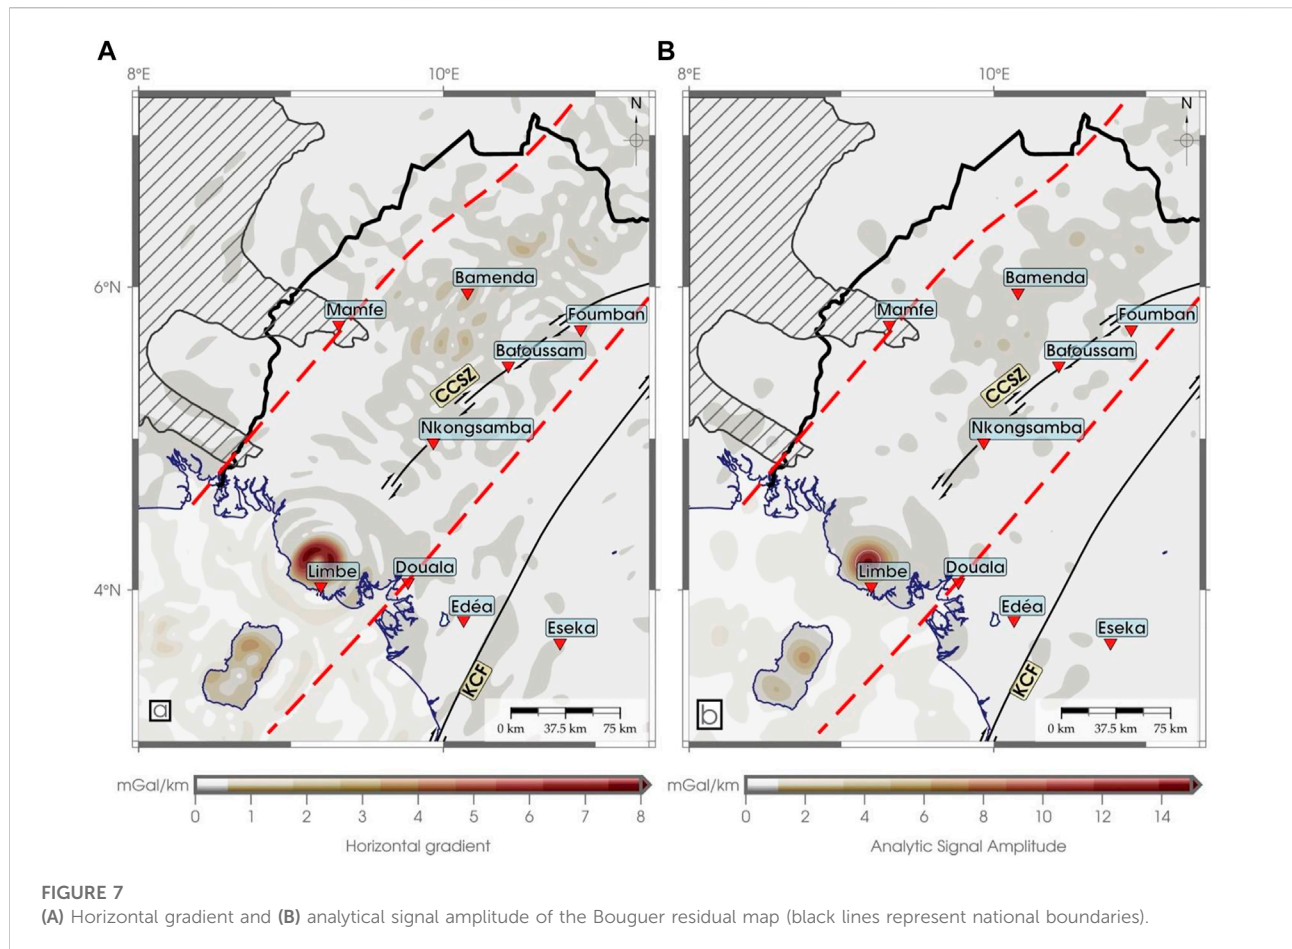 A
B
8°E
10°E
8°E
10°E
N
N
6°N
4°N
Bamenda
Mamfe
Foumban
Bafoussam
CCSZ
Nkongsamba
Limbe
Douala
Edéa
Eseka
KCF
a
0 km 37.5 km 75 km
Bamenda
Mamfe
Foumban
Bafoussam
CCSZ
Nkongsamba
Limbe
Douala
Edéa
Eseka
KCF
b
0 km 37.5 km 75 km
mGal/km
0 1 2 3 4 5 6 7 8
Horizontal gradient
mGal/km
0 2 4 6 8 10 12 14
Analytic Signal Amplitude
FIGURE 7
(A) Horizontal gradient and (B) analytical signal amplitude of the Bouguer residual map (black lines represent national boundaries).